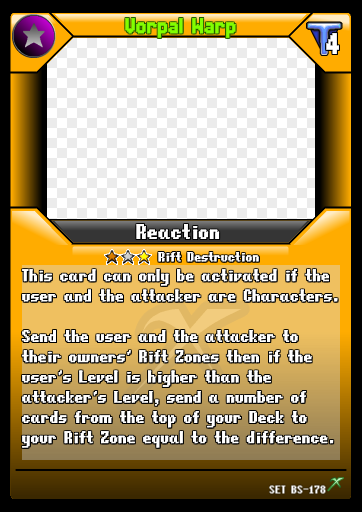 Vorpal Warp
4
Reaction
Rift Destruction
This card can only be activated if the
user and the attacker are Characters.
Send the user and the attacker to
their owners' Rift Zones then if the
user's Level is higher than the
attacker's Level, send a number of
cards from the top of your Deck to
your Rift Zone equal to the difference.
SET BS-178